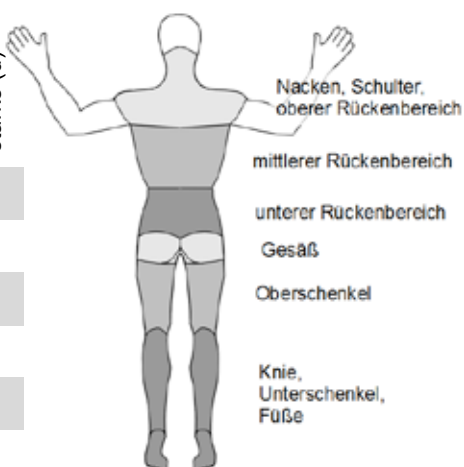 Nacken, Schulter,
oberer Rückenbereich
mittlerer Rückenbereich
unterer Rückenbereich
Gesäß
Oberschenkel
Knie,
Unterschenkel,
Füße